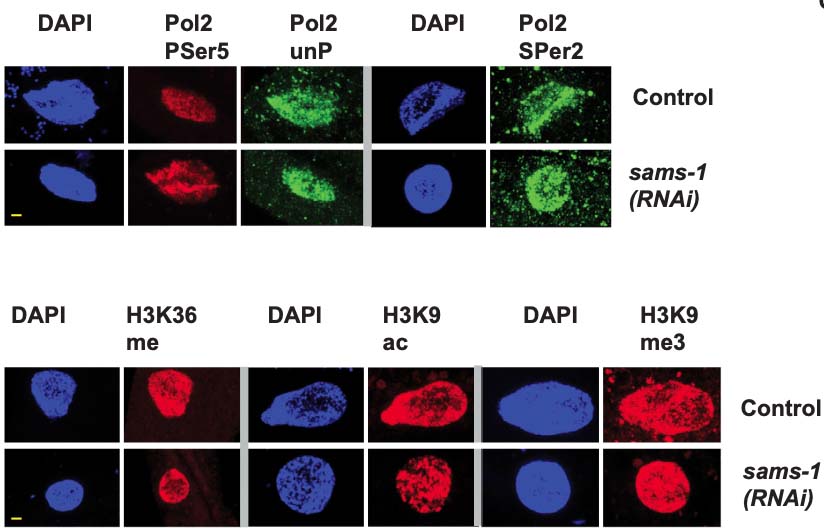 DAPI
Pol2
PSer5
Pol2
unP
DAPI
Pol2
SPer2
Control
sams-1
(RNAi)
DAPI
H3K36
me
DAPI
H3K9
ac
DAPI
H3K9
me3
Control
sams-1
(RNAi)